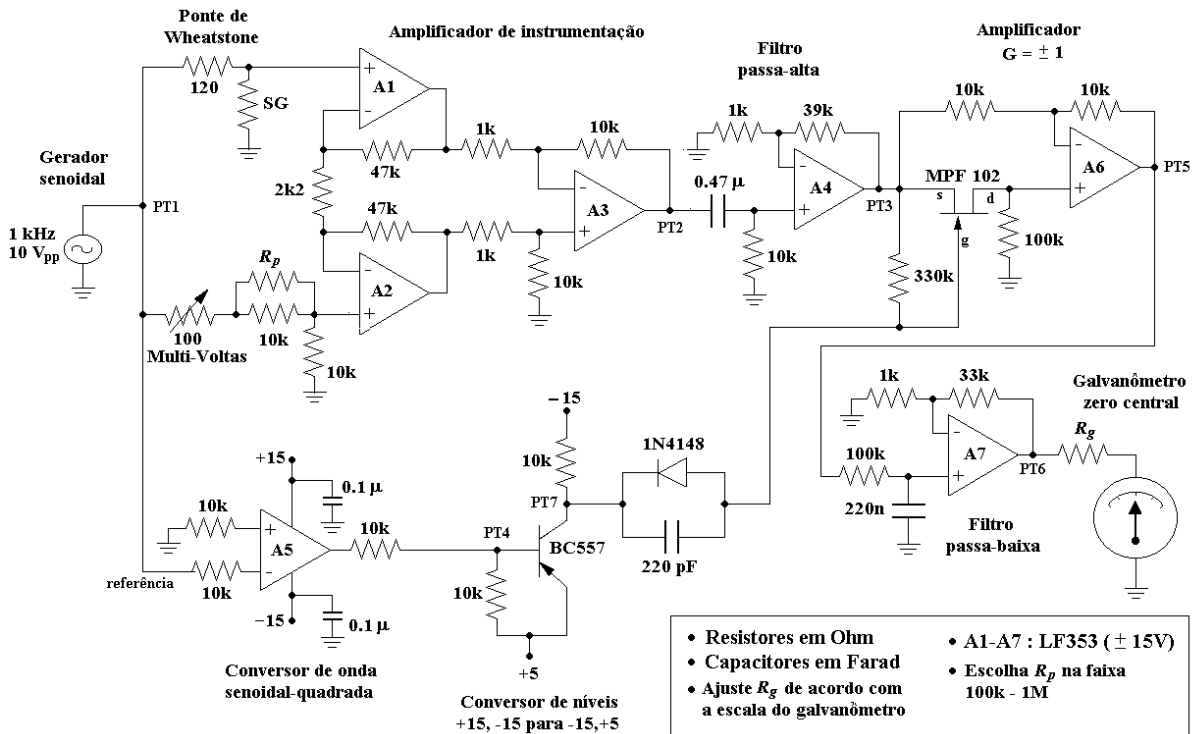 Ponte de
Wheatstone
120
SG
Gerador
senoidal
PT1
1 kHz
10 Vpp
Amplificador de instrumentação
+
A1
-
47k
2k2
47k
-
A2
+
1k
10k
-
A3
+
1k
10k
PT2
Rp
100
10k
Multi-Voltas
10k
Filtro
passa-alta
1k
39k
-
A4
+
0.47 μ
10k
PT3
Amplificador
G = ± 1
10k
10k
-
A6
+
PT5
MPF 102
s
d
g
100k
330k
1k
33k
-
A7
+
100k
220n
PT6
Filtro
passa-baixa
Galvanômetro
zero central
Rg
+15
0.1 μ
10k
+
A5
-
referência
10k
10k
-15
0.1 μ
Conversor de onda
senoidal-quadrada
PT4
10k
-15
10k
PT7
BC557
+5
Conversor de níveis
+15, -15 para -15,+5
1N4148
220 pF
• Resistores em Ohm
• Capacitores em Farad
• Ajuste Rg de acordo com
a escala do galvanômetro
• A1-A7 : LF353 ( ± 15V)
• Escolha Rp na faixa
100k - 1M